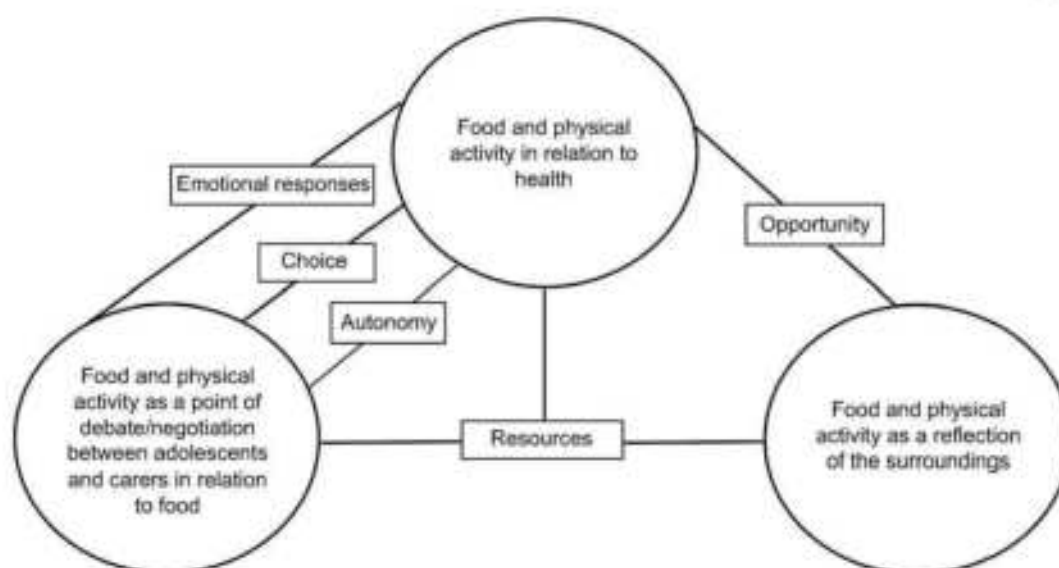 Food and physical
activity in relation to
health
Emotional responses
Opportunity
Choice
Autonomy
Food and physical
activity as a point of
debate/negotiation
between adolescents
and carers in relation
to food
Resources
Food and physical
activity as a reflection
of the surroundings